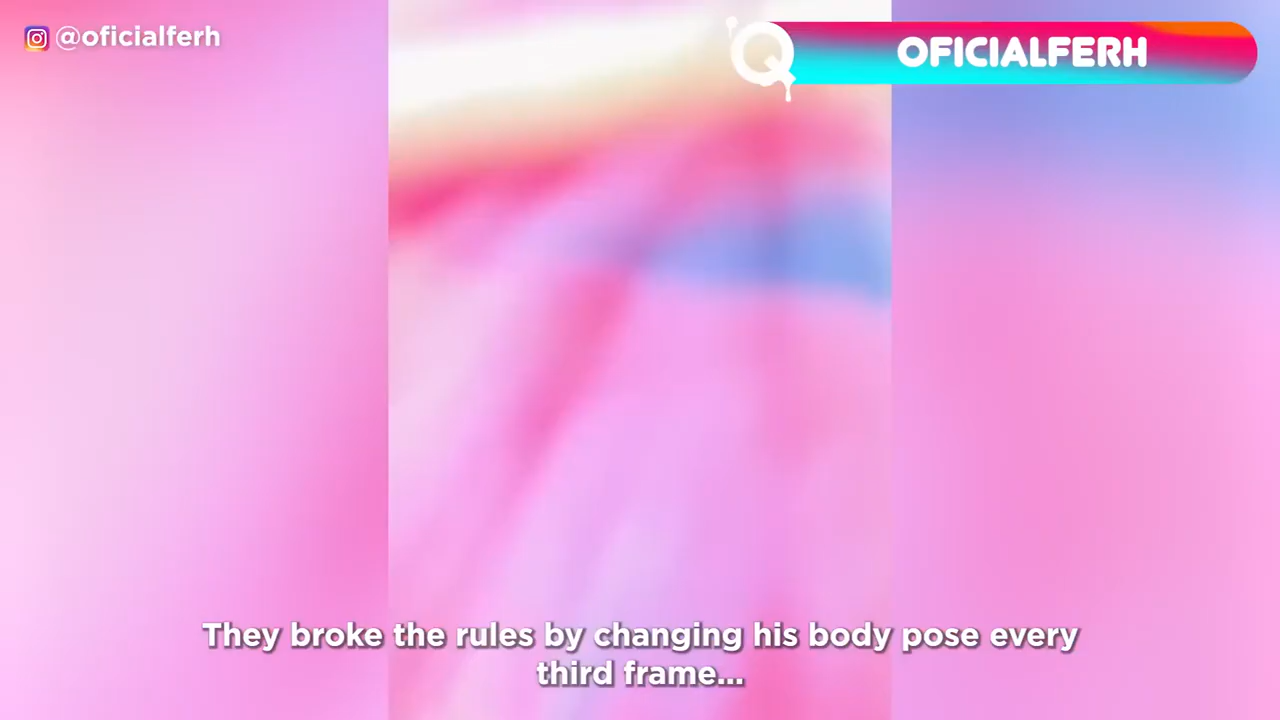 @oficialferh
OFICIALFERH
They broke the rules by changing his body pose every
third frame...